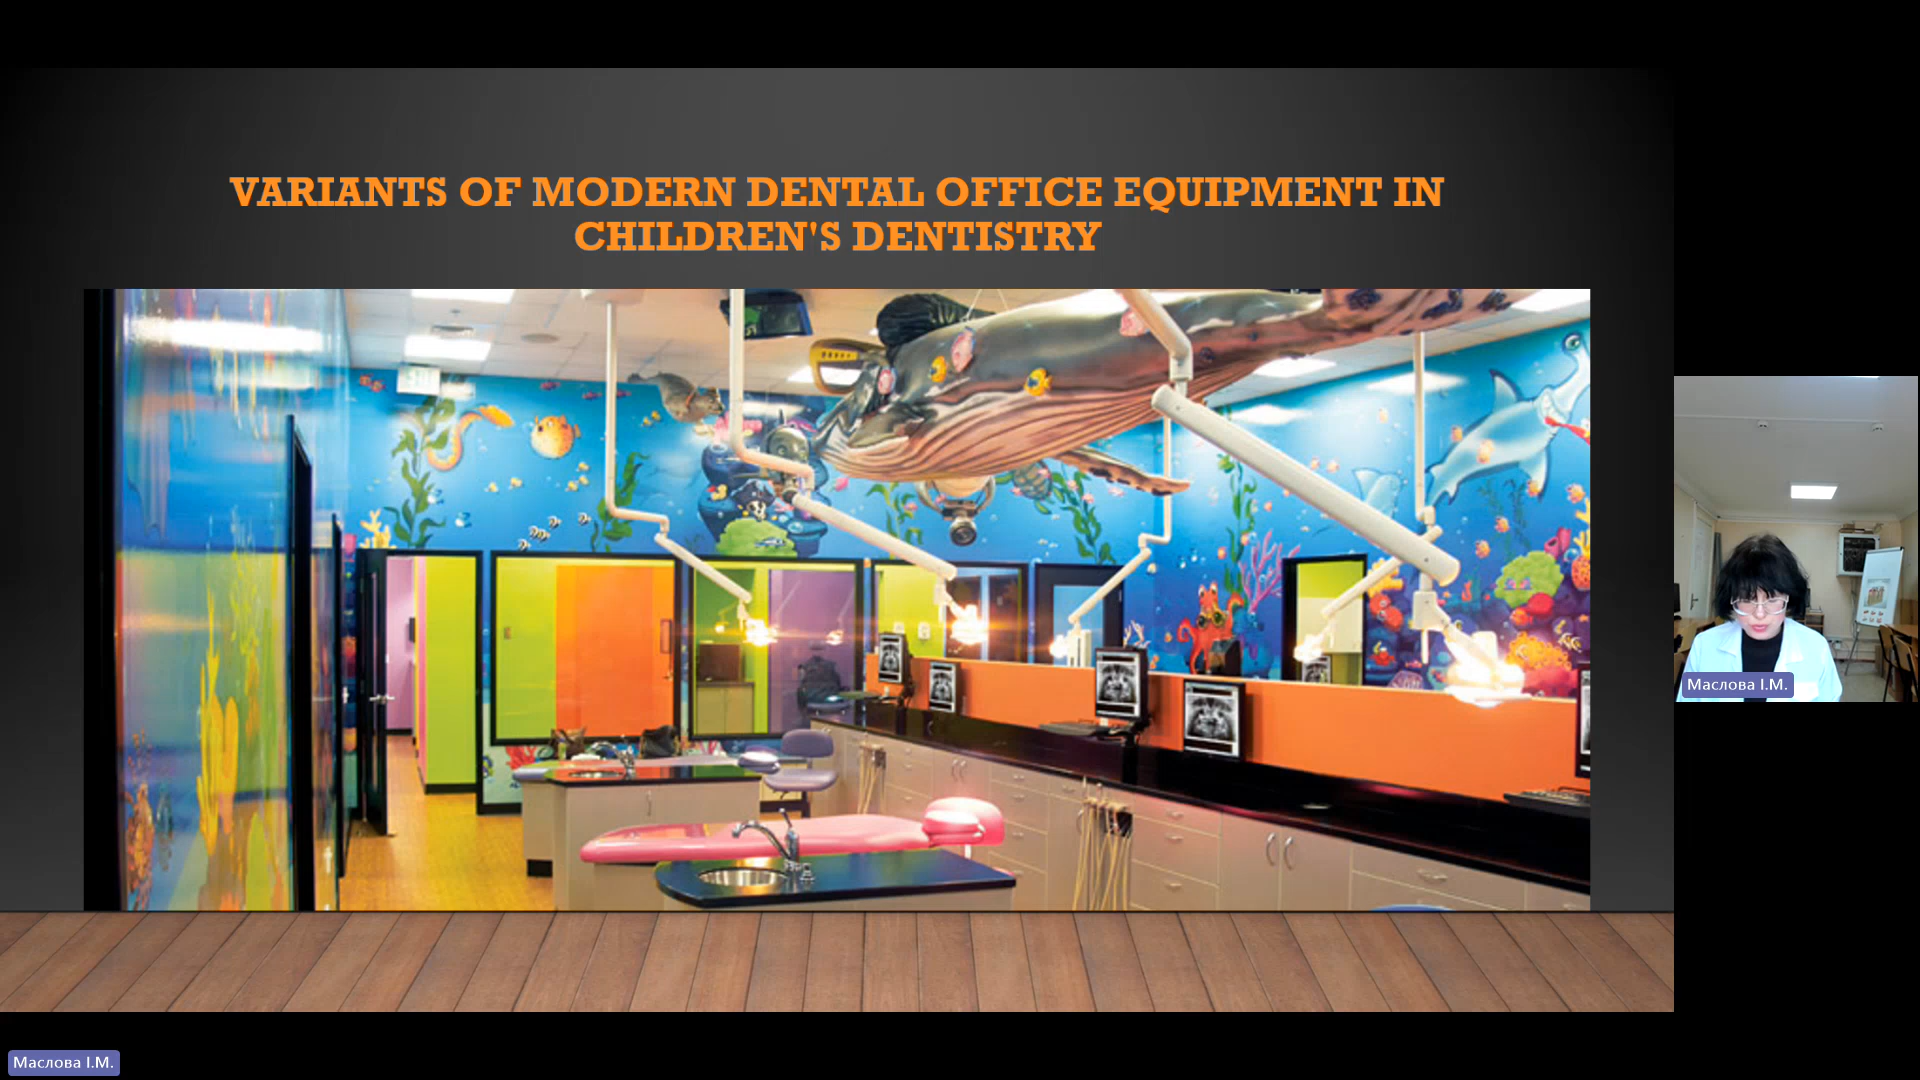 VARIANTS OF MODERN DENTAL OFFICE EQUIPMENT IN
CHILDREN'S DENTISTRY
Маслова І.М.
Маслова І.М.